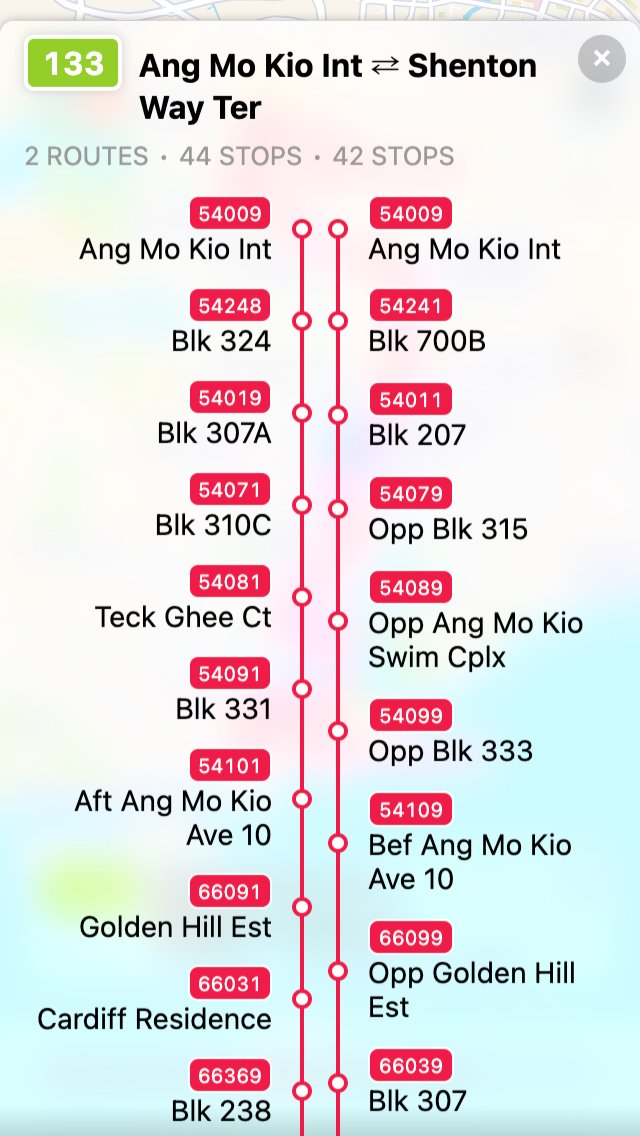 133
Ang Mo Kio Int ⇄ Shenton
Way Ter
2 ROUTES · 44 STOPS · 42 STOPS
54009
Ang Mo Kio Int
54248
Blk 324
54019
Blk 307A
54071
Blk 310C
54081
Teck Ghee Ct
54091
Blk 331
54101
Aft Ang Mo Kio
Ave 10
66091
Golden Hill Est
66031
Cardiff Residence
66369
Blk 238
54009
Ang Mo Kio Int
54241
Blk 700B
54011
Blk 207
54079
Opp Blk 315
54089
Opp Ang Mo Kio
Swim Cplx
54099
Opp Blk 333
54109
Bef Ang Mo Kio
Ave 10
66099
Opp Golden Hill
Est
66039
Blk 307